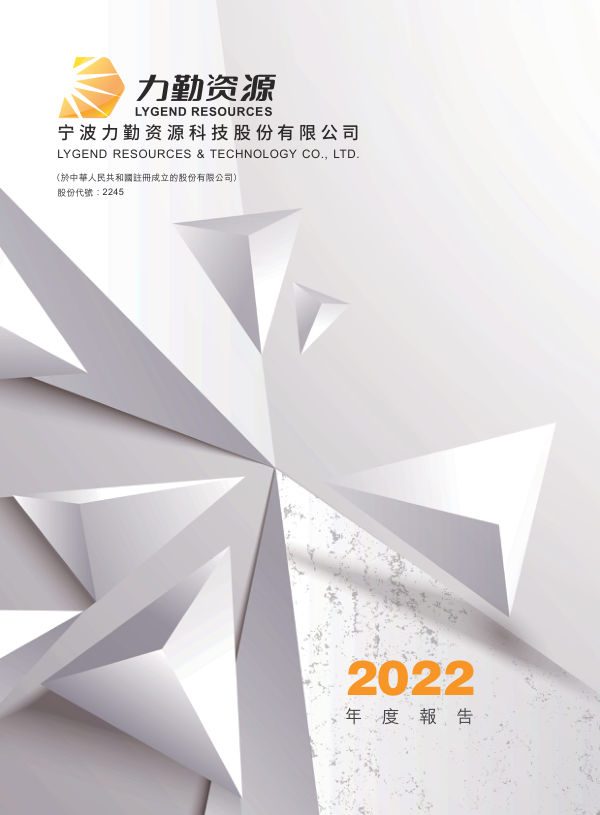 力勤资源
LYGEND RESOURCES
宁波力勤资源科技股份有限公司
LYGEND RESOURCES & TECHNOLOGY CO., LTD.
(於中華人民共和國註冊成立的股份有限公司)
股份代號：2245
2022
年度報告